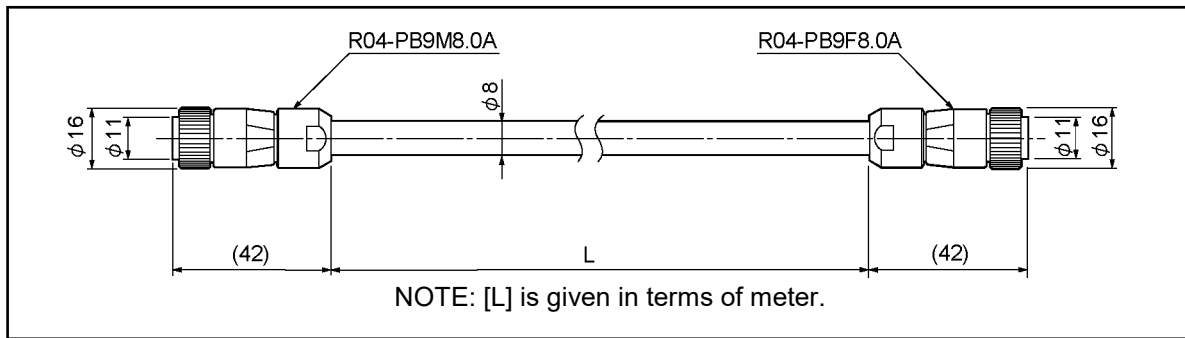 R04-PB9M8.0A
R04-PB9F8.0A
φ16
φ11
φ8
φ11
φ16
(42)
L
(42)
NOTE: [L] is given in terms of meter.